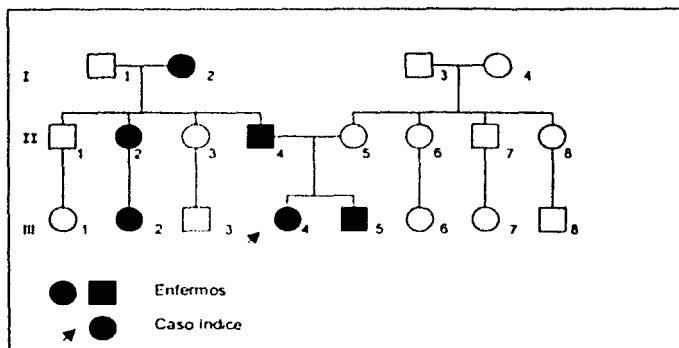 I 1 2 3 4
II 1 2 3 4 5 6 7 8
III 1 2 3 4 5 6 7 8
Enfermos
Caso Indice